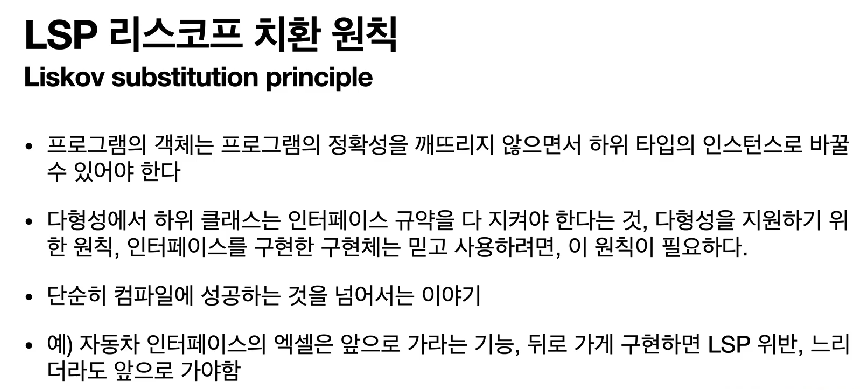 LSP 리스코프 치환 원칙
Liskov substitution principle
• 프로그램의 객체는 프로그램의 정확성을 깨뜨리지 않으면서 하위 타입의 인스턴스로 바꿀
수 있어야 한다
• 다형성에서 하위 클래스는 인터페이스 규약을 다 지켜야 한다는 것, 다형성을 지원하기 위
한 원칙, 인터페이스를 구현한 구현체는 믿고 사용하려면, 이 원칙이 필요하다.
• 단순히 컴파일에 성공하는 것을 넘어서는 이야기
• 예) 자동차 인터페이스의 엑셀은 앞으로 가라는 기능, 뒤로 가게 구현하면 LSP 위반, 느리
더라도 앞으로 가야함